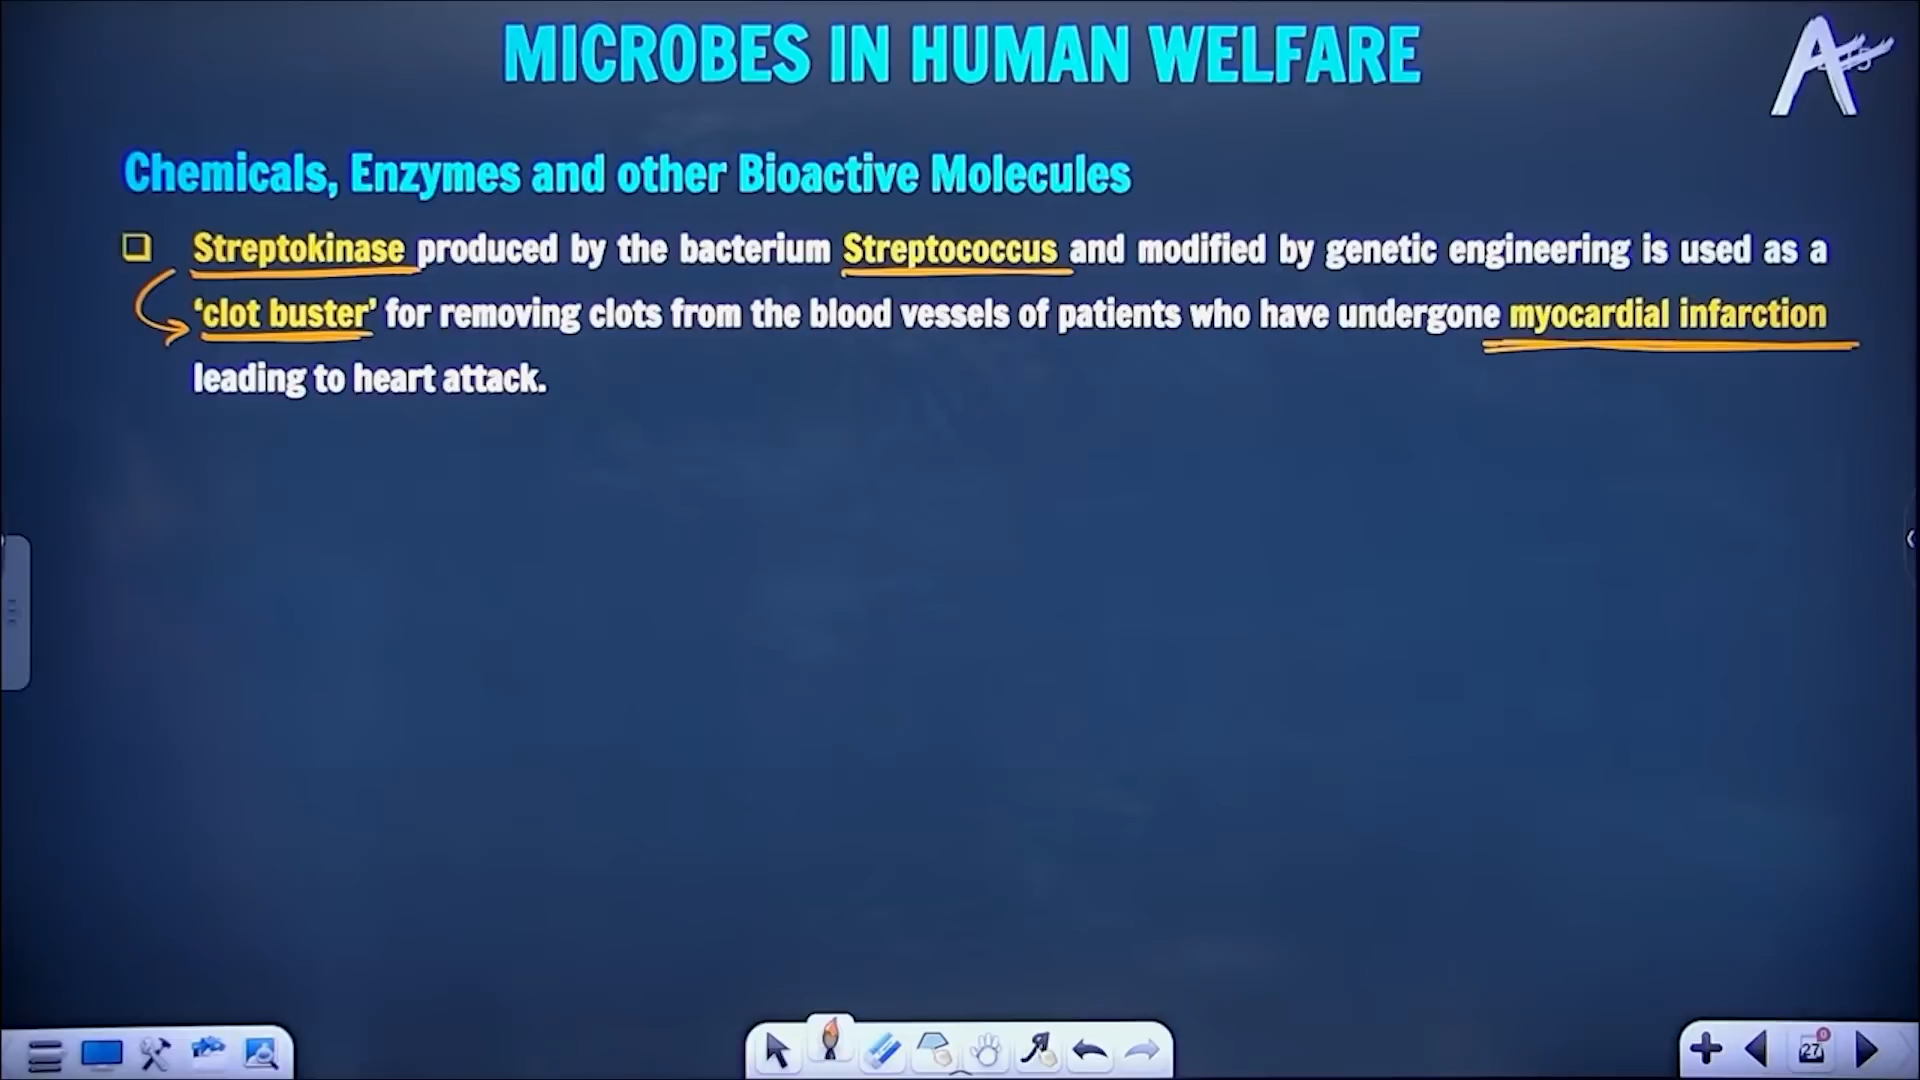 MICROBES IN HUMAN WELFARE
Chemicals, Enzymes and other Bioactive Molecules
Streptokinase produced by the bacterium Streptococcus and modified by genetic engineering is used as a
‘clot buster’ for removing clots from the blood vessels of patients who have undergone myocardial infarction
leading to heart attack.
27
0